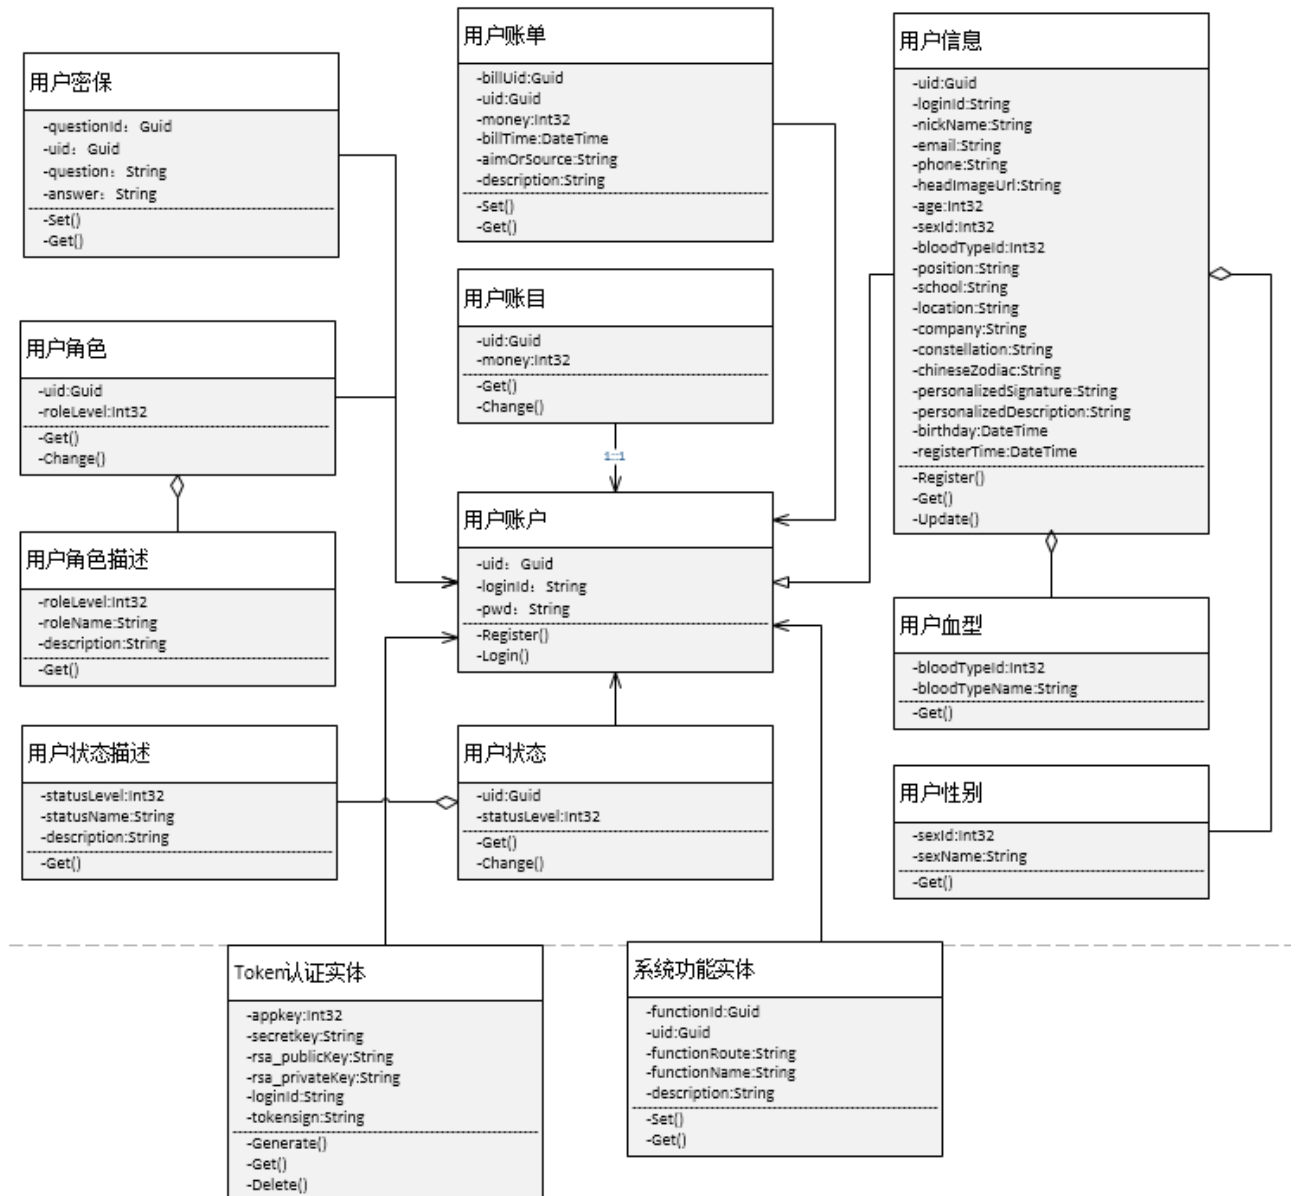 用户密保
-questionId：Guid
-uid：Guid
-question：String
-answer：String
-Set()
-Get()
用户账单
-billUid:Guid
-uid:Guid
-money:Int32
-billTime:DateTime
-aimOrSource:String
-description:String
-Set()
-Get()
用户信息
-uid:Guid
-loginId:String
-nickName:String
-email:String
-phone:String
-headImageUrl:String
-age:Int32
-sexId:Int32
-bloodTypeId:Int32
-position:String
-school:String
-location:String
-company:String
-constellation:String
-chineseZodiac:String
-personalizedSignature:String
-personalizedDescription:String
-birthday:DateTime
-registerTime:DateTime
-Register()
-Get()
-Update()
用户账目
-uid:Guid
-money:Int32
-Get()
-Change()
1::1
用户角色
-uid:Guid
-roleLevel:Int32
-Get()
-Change()
用户账户
-uid：Guid
-loginId：String
-pwd：String
-Register()
-Login()
用户角色描述
-roleLevel:Int32
-roleName:String
-description:String
-Get()
用户血型
-bloodTypeId:Int32
-bloodTypeName:String
-Get()
用户状态描述
-statusLevel:Int32
-statusName:String
-description:String
-Get()
用户状态
-uid:Guid
-statusLevel:Int32
-Get()
-Change()
用户性别
-sexId:Int32
-sexName:String
-Get()
Token认证实体
-appkey:Int32
-secretkey:String
-rsa_publicKey:String
-rsa_privateKey:String
-loginId:String
-tokensign:String
-Generate()
-Get()
-Delete()
系统功能实体
-functionId:Guid
-uid:Guid
-functionRoute:String
-functionName:String
-description:String
-Set()
-Get()